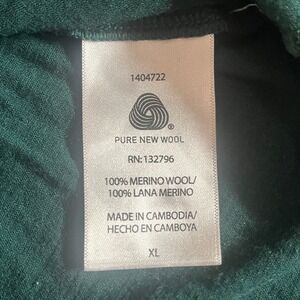 1404722
®
PURE NEW WOOL
RN:132796
100% MERINO WOOL/
100% LANA MERINO
MADE IN CAMBODIA/
HECHO EN CAMBOYA
XL